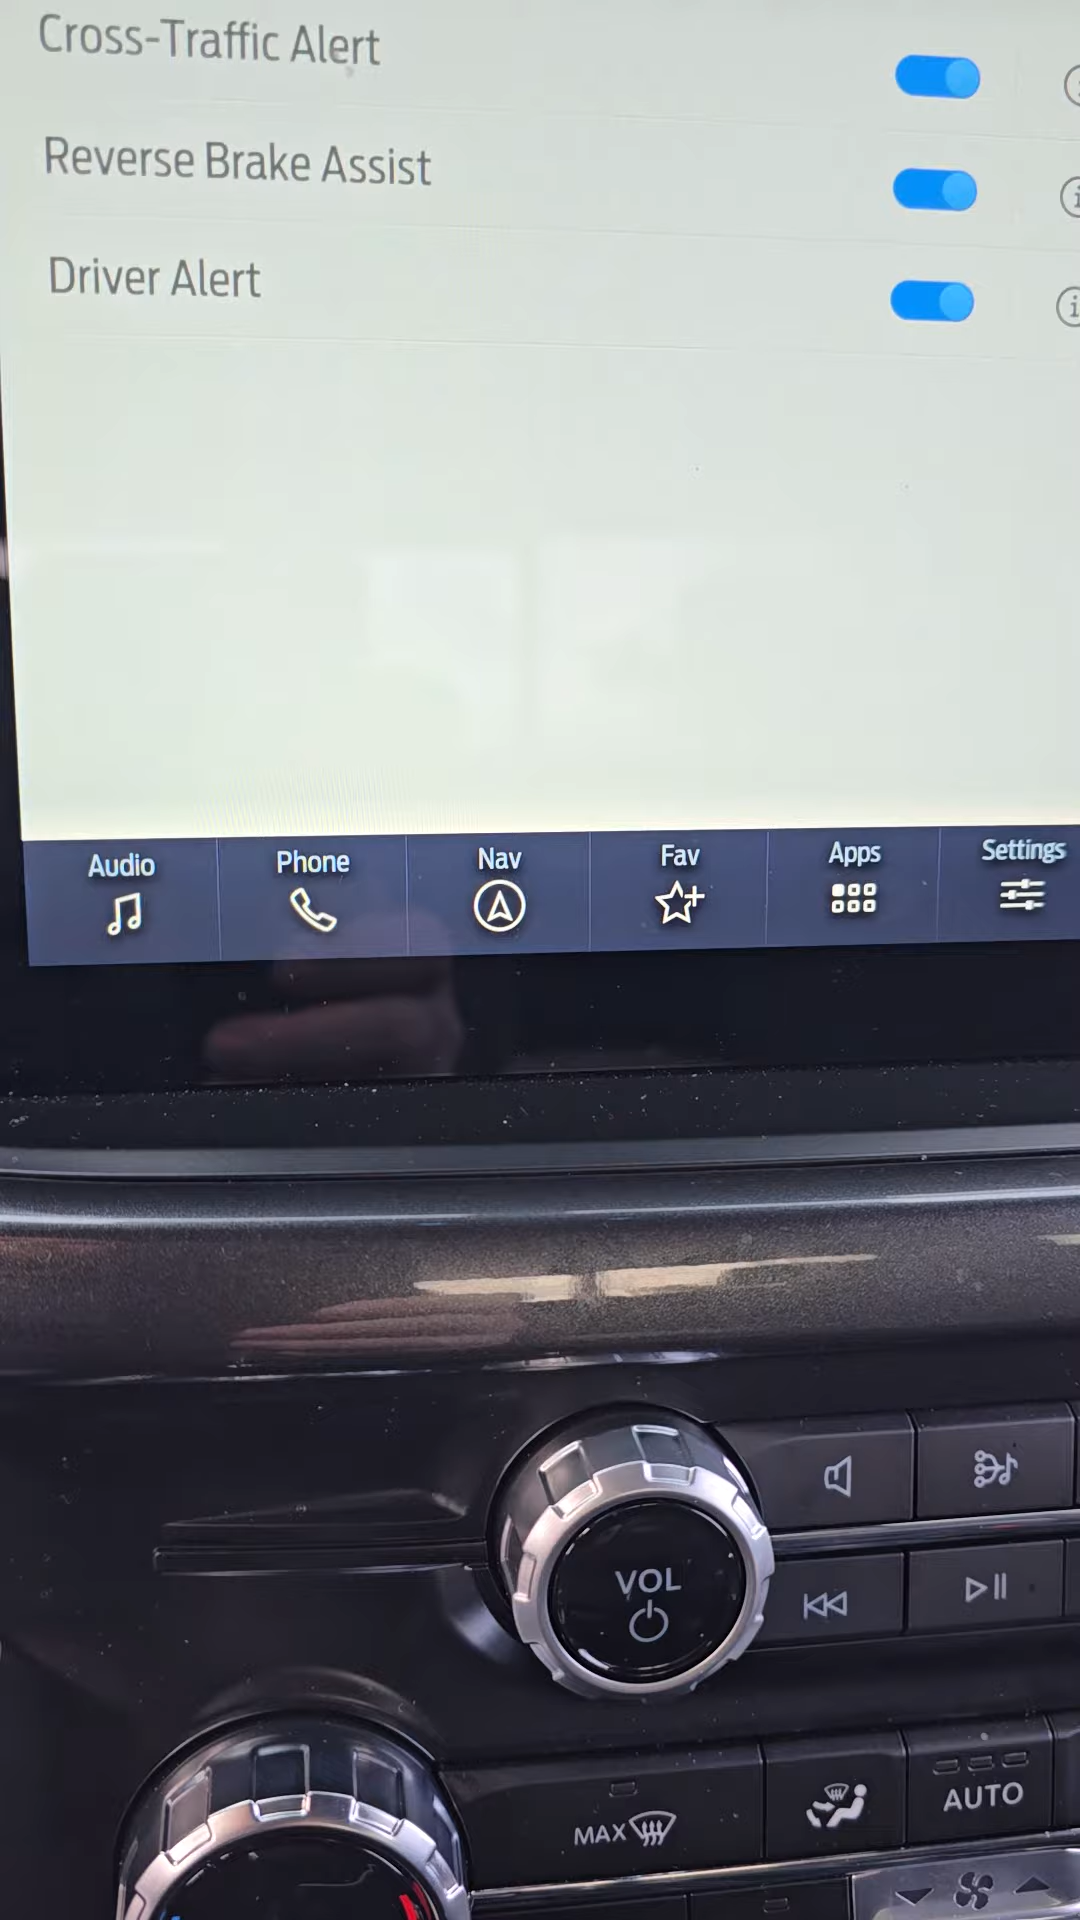 Cross-Traffic Alert
Reverse Brake Assist
Driver Alert
Audio
Phone
Nav
Fav
Apps
Settings
VOL
MAX
AUTO